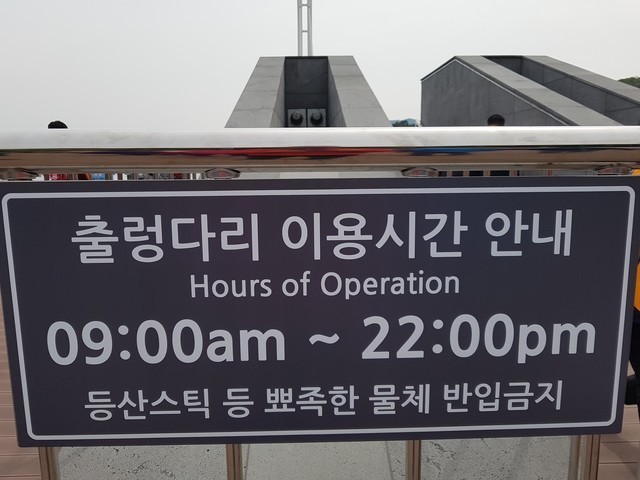 출렁다리 이용시간 안내
Hours of Operation
09:00am ~ 22:00pm
등산스틱 등 뾰족한 물체 반입금지